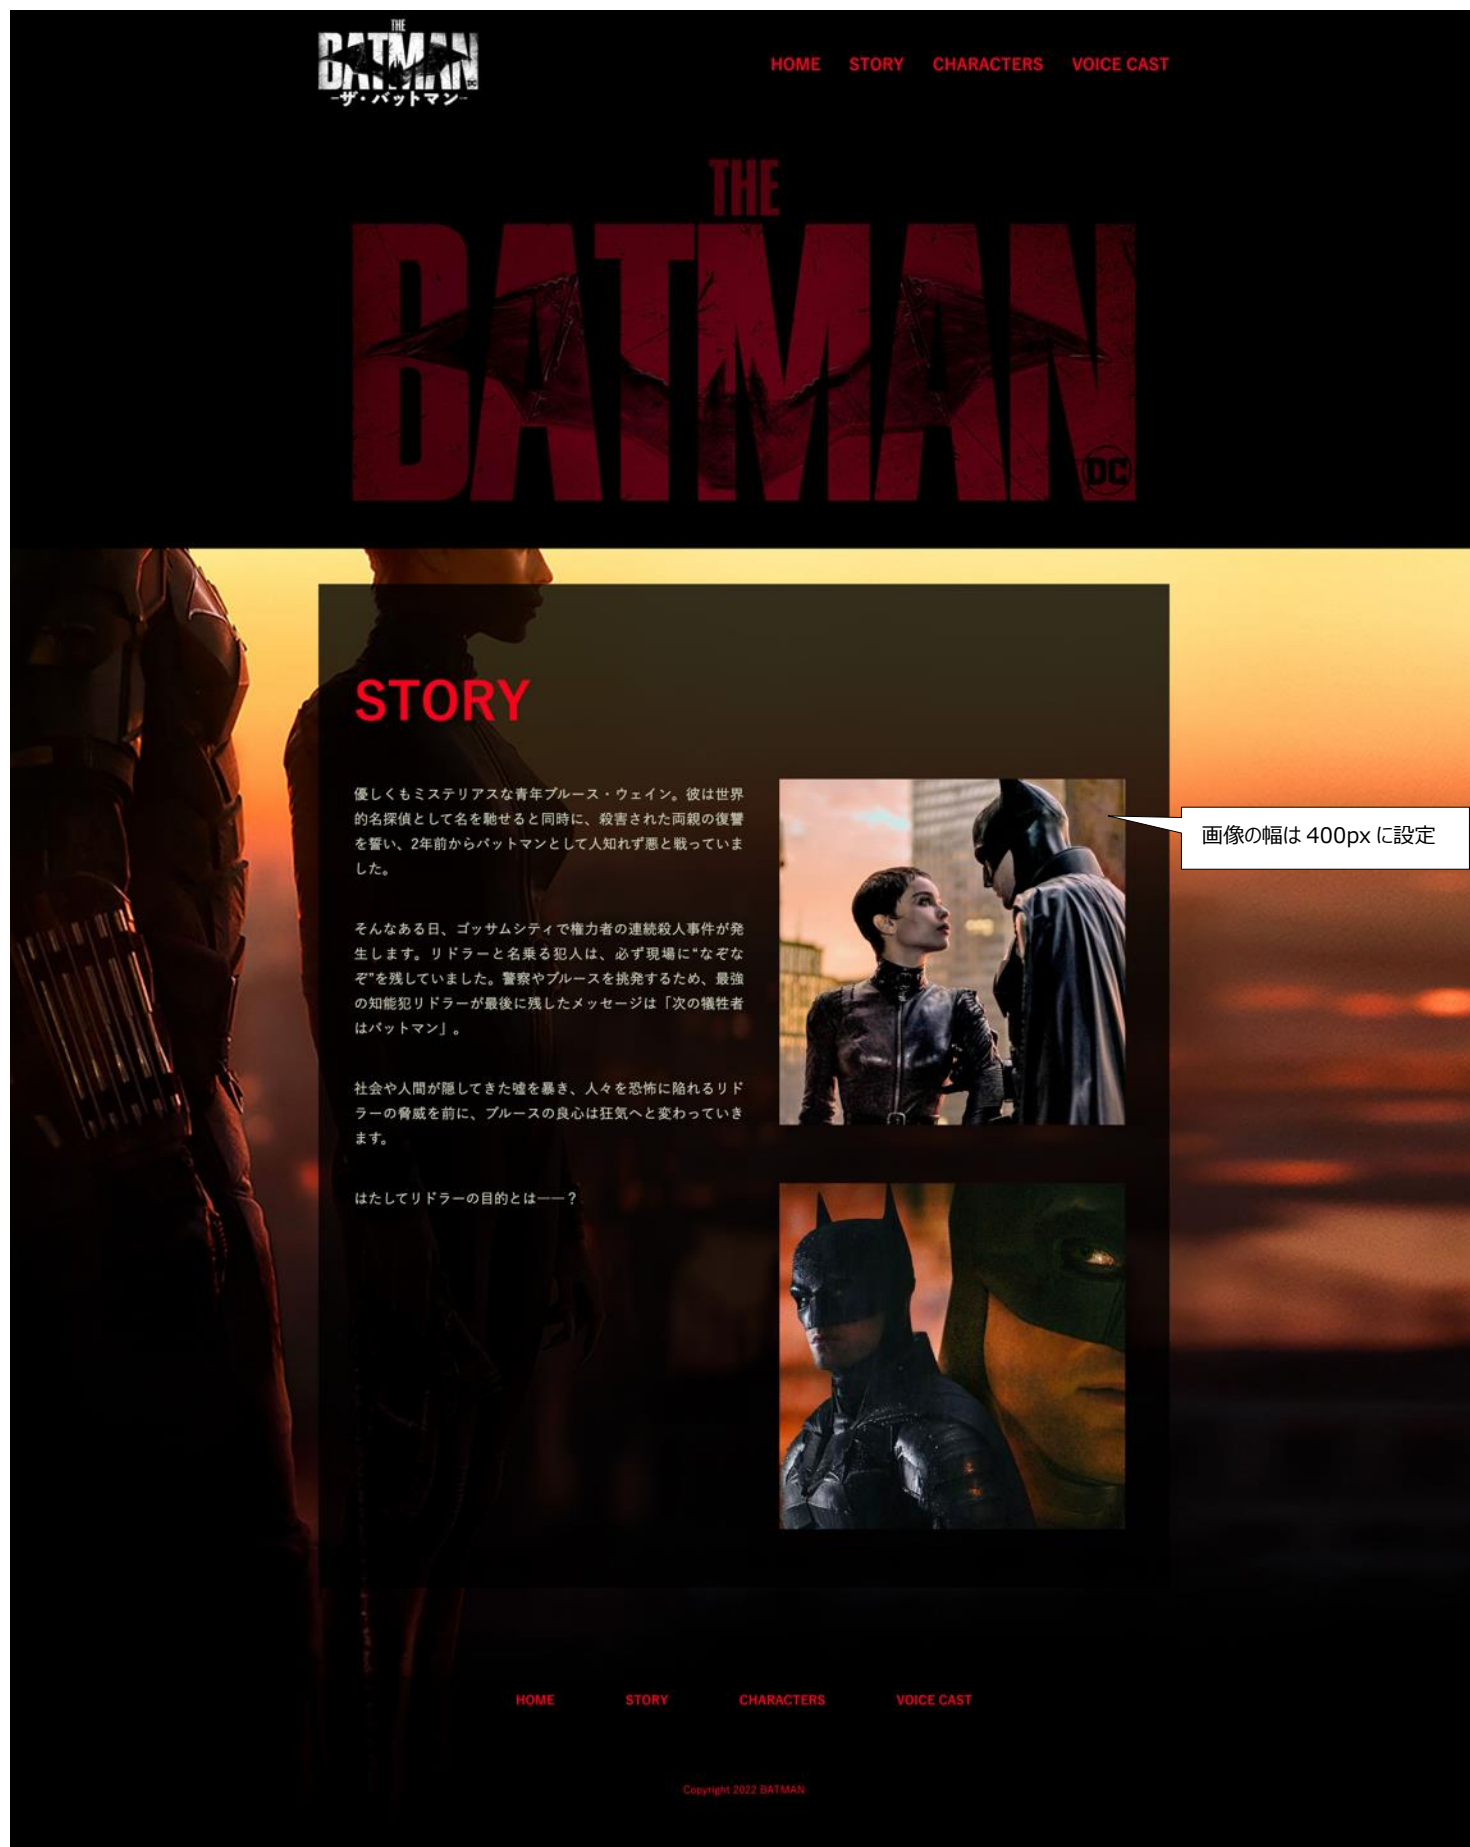 THE
BATMAN
DC
-ザ・バットマン-
HOME STORY CHARACTERS VOICE CAST
THE
BATMAN
DC
STORY
優しくもミステリアスな青年ブルース・ウェイン。彼は世界
的名探偵として名を馳せると同時に、殺害された両親の復讐
を誓い、2年前からバットマンとして人知れず悪と戦っていま
した。
そんなある日、ゴッサムシティで権力者の連続殺人事件が発
生します。リドラーと名乗る犯人は、必ず現場に“なぞな
ぞ”を残していました。警察やブルースを挑発するため、最強
の知能犯リドラーが最後に残したメッセージは「次の犠牲者
はバットマン」。
社会や人間が隠してきた嘘を暴き、人々を恐怖に陥れるリド
ラーの脅威を前に、ブルースの良心は狂気へと変わっていき
ます。
はたしてリドラーの目的とは――？
画像の幅は 400px に設定
HOME STORY CHARACTERS VOICE CAST
Copyright 2022 BATMAN